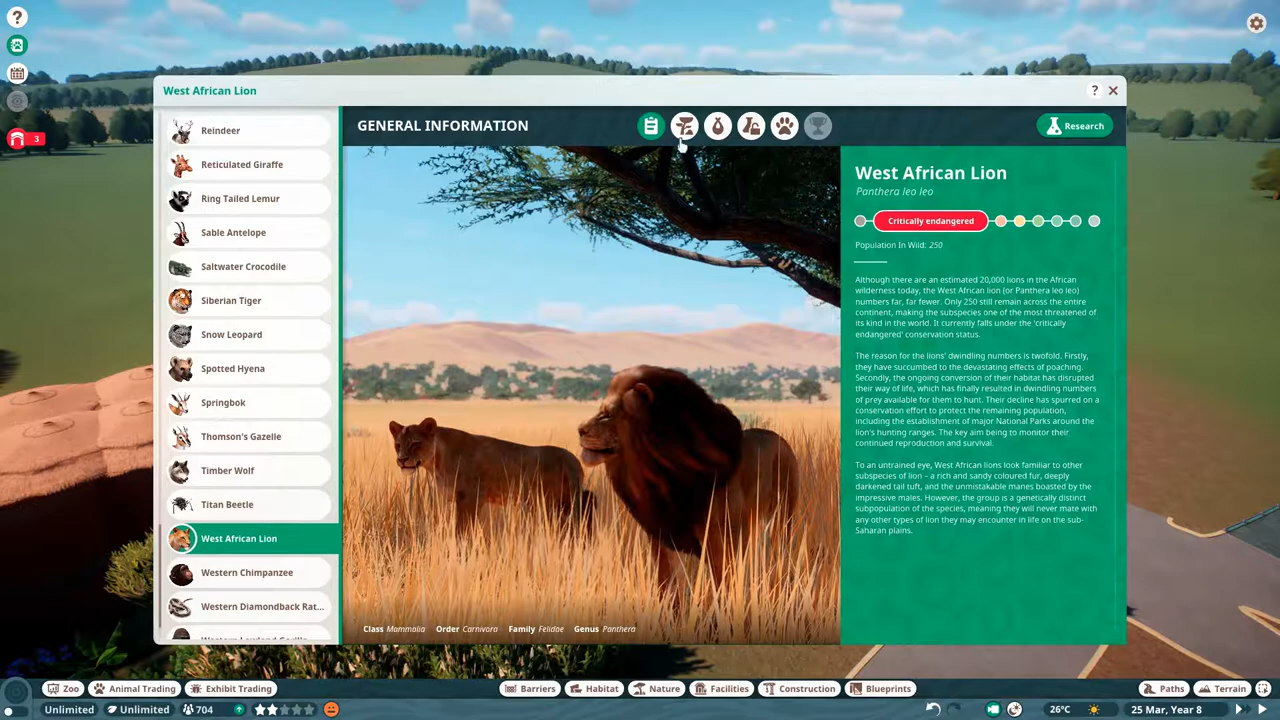 ?
West African Lion
?
3
Reindeer
Reticulated Giraffe
Ring Tailed Lemur
Sable Antelope
Saltwater Crocodile
Siberian Tiger
Snow Leopard
Spotted Hyena
Springbok
Thomson's Gazelle
Timber Wolf
Titan Beetle
West African Lion
Western Chimpanzee
Western Diamondback Rat...
Western Lowland Gorilla
GENERAL INFORMATION
Research
Class Mammalia Order Carnivora Family Felidae Genus Panthera
West African Lion
Panthera leo leo
Critically endangered
Population In Wild: 250
Although there are an estimated 20,000 lions in the African
wilderness today, the West African lion (or Panthera leo leo)
numbers far, far fewer. Only 250 still remain across the entire
continent, making the subspecies one of the most threatened of
its kind in the world. It currently falls under the 'critically
endangered' conservation status.
The reason for the lions' dwindling numbers is twofold. Firstly,
they have succumbed to the devastating effects of poaching.
Secondly, the ongoing conversion of their habitat has disrupted
their way of life, which has finally resulted in dwindling numbers
of prey available for them to hunt. Their decline has spurred on a
conservation effort to protect the remaining population,
including the establishment of major National Parks around the
lion's hunting ranges. The key aim being to monitor their
continued reproduction and survival.
To an untrained eye, West African lions look familiar to other
subspecies of lion – a rich and sandy coloured fur, deeply
darkened tail tuft, and the unmistakable manes boasted by the
impressive males. However, the group is a genetically distinct
subpopulation of the species, meaning they will never mate with
any other types of lion they may encounter in life on the sub-
Saharan plains.
Zoo Animal Trading Exhibit Trading Barriers Habitat Nature Facilities Construction Blueprints Paths Terrain
Unlimited Unlimited 704 26°C 25 Mar, Year 8